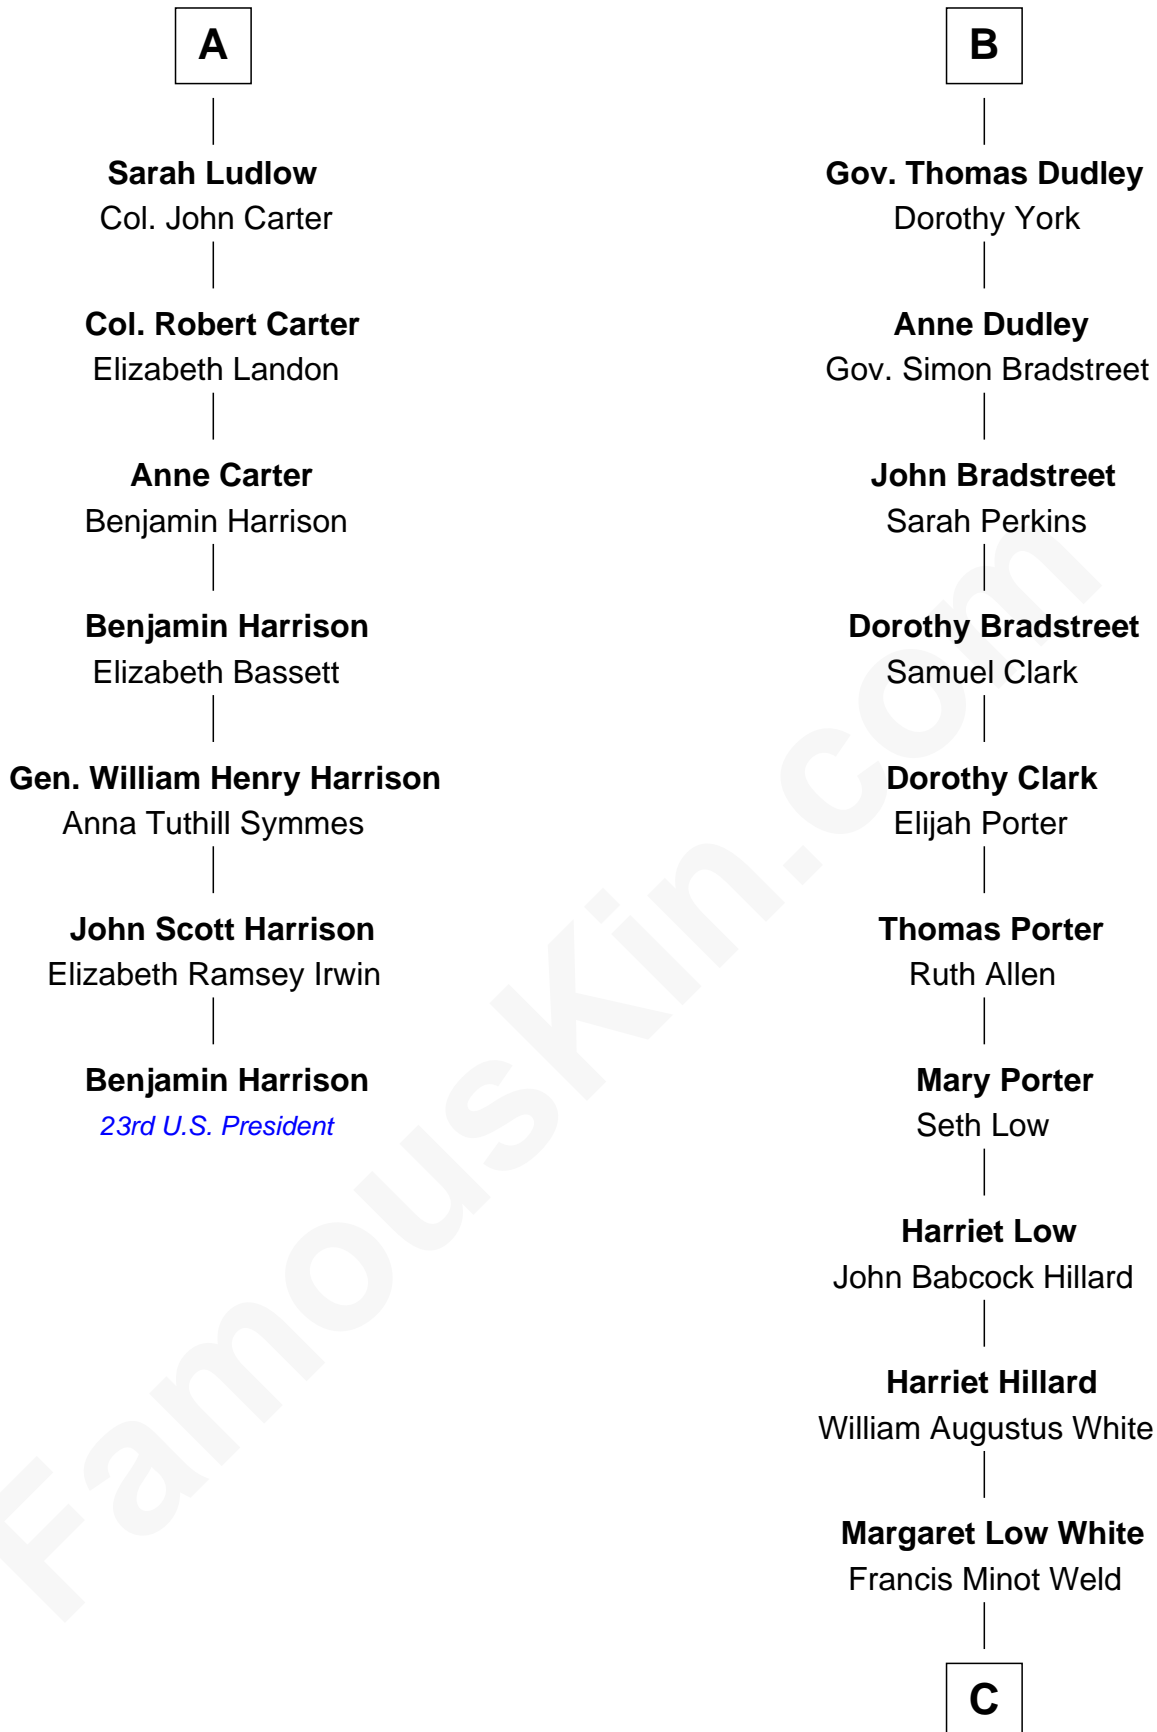 A
Sarah Ludlow
Col. John Carter
Col. Robert Carter
Elizabeth Landon
Anne Carter
Benjamin Harrison
Benjamin Harrison
Elizabeth Bassett
Gen. William Henry Harrison
Anna Tuthill Symmes
John Scott Harrison
Elizabeth Ramsey Irwin
Benjamin Harrison
23rd U.S. President
B
Gov. Thomas Dudley
Dorothy York
Anne Dudley
Gov. Simon Bradstreet
John Bradstreet
Sarah Perkins
Dorothy Bradstreet
Samuel Clark
Dorothy Clark
Elijah Porter
Thomas Porter
Ruth Allen
Mary Porter
Seth Low
Harriet Low
John Babcock Hillard
Harriet Hillard
William Augustus White
Margaret Low White
Francis Minot Weld
C
FamousKin.com